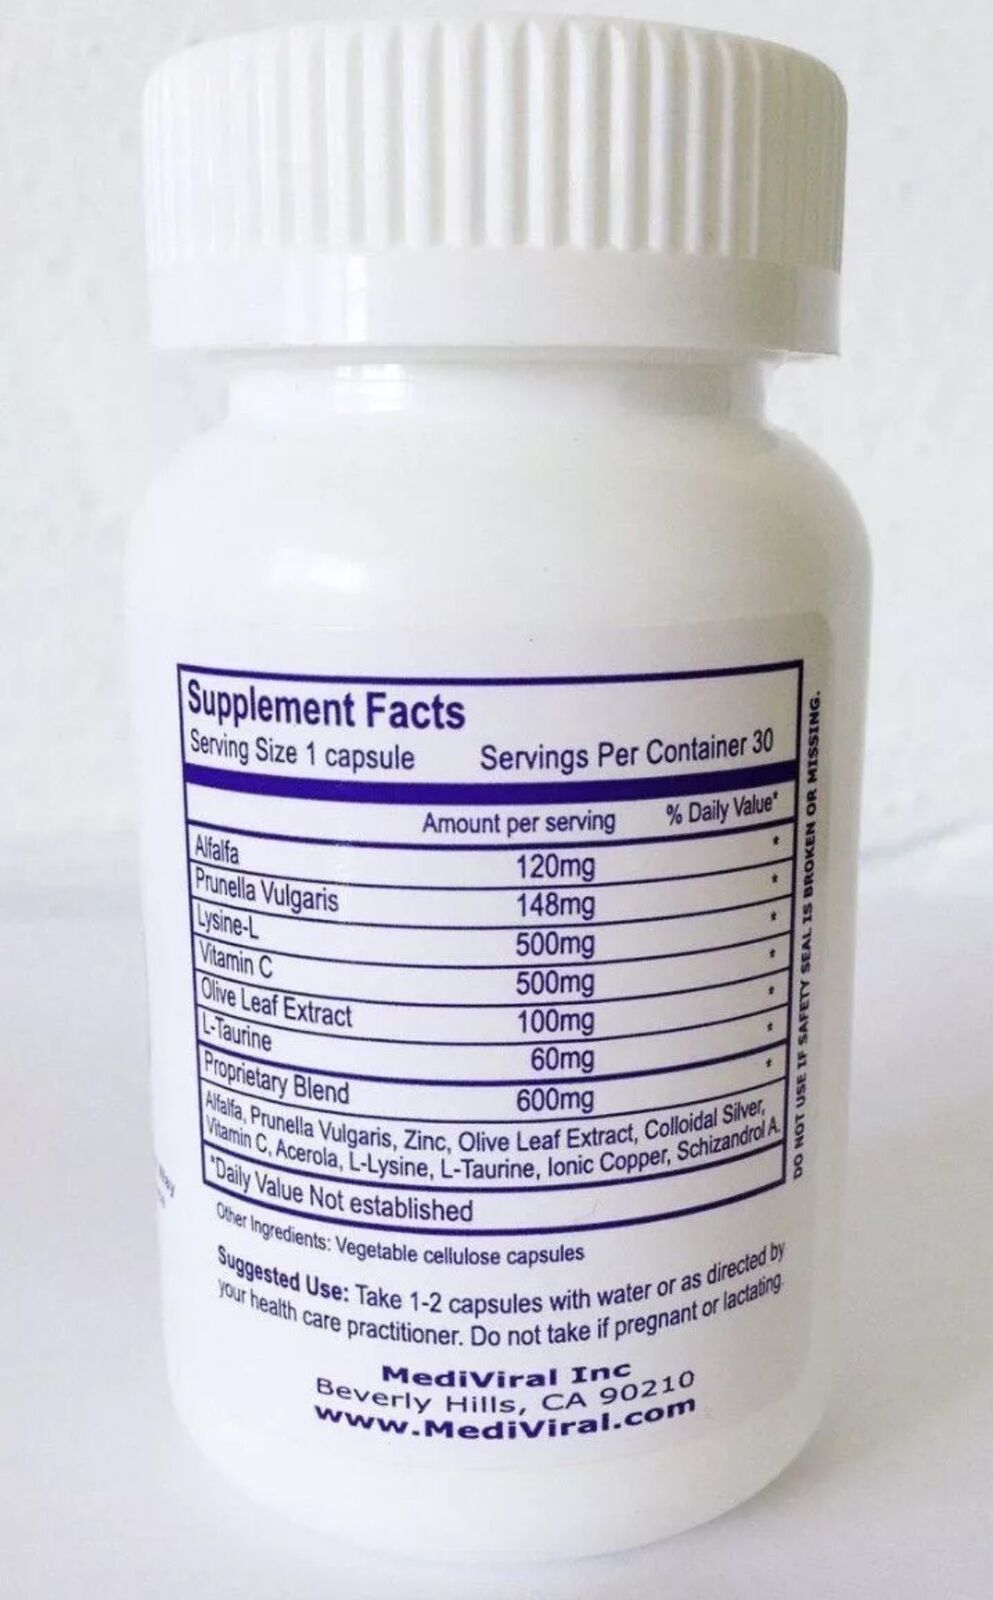 Supplement Facts
Serving Size 1 capsule Servings Per Container 30
Amount per serving % Daily Value*
Alfalfa 120mg *
Prunella Vulgaris 148mg *
Lysine-L 500mg *
Vitamin C 500mg *
Olive Leaf Extract 100mg *
L-Taurine 60mg *
Proprietary Blend 600mg *
Alfalfa, Prunella Vulgaris, Zinc, Olive Leaf Extract, Colloidal Silver,
Vitamin C, Acerola, L-Lysine, L-Taurine, Ionic Copper, Schizandrol A.
*Daily Value Not established
Other Ingredients: Vegetable cellulose capsules
Suggested Use: Take 1-2 capsules with water or as directed by
your health care practitioner. Do not take if pregnant or lactating.
MediViral Inc
Beverly Hills, CA 90210
www.MediViral.com
DO NOT USE IF SAFETY SEAL IS BROKEN OR MISSING.